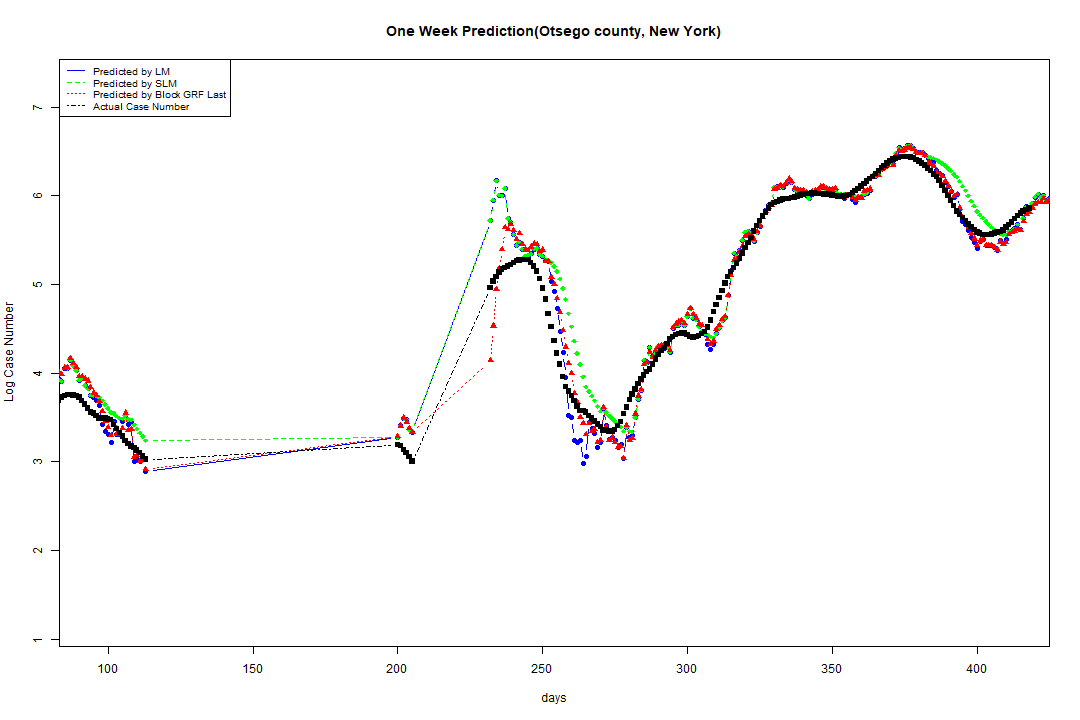 One Week Prediction(Otsego county, New York)
Predicted by LM
Predicted by SLM
Predicted by Block GRF Last
Actual Case Number
Log Case Number
7
6
5
4
3
2
1
100 150 200 250 300 350 400
days